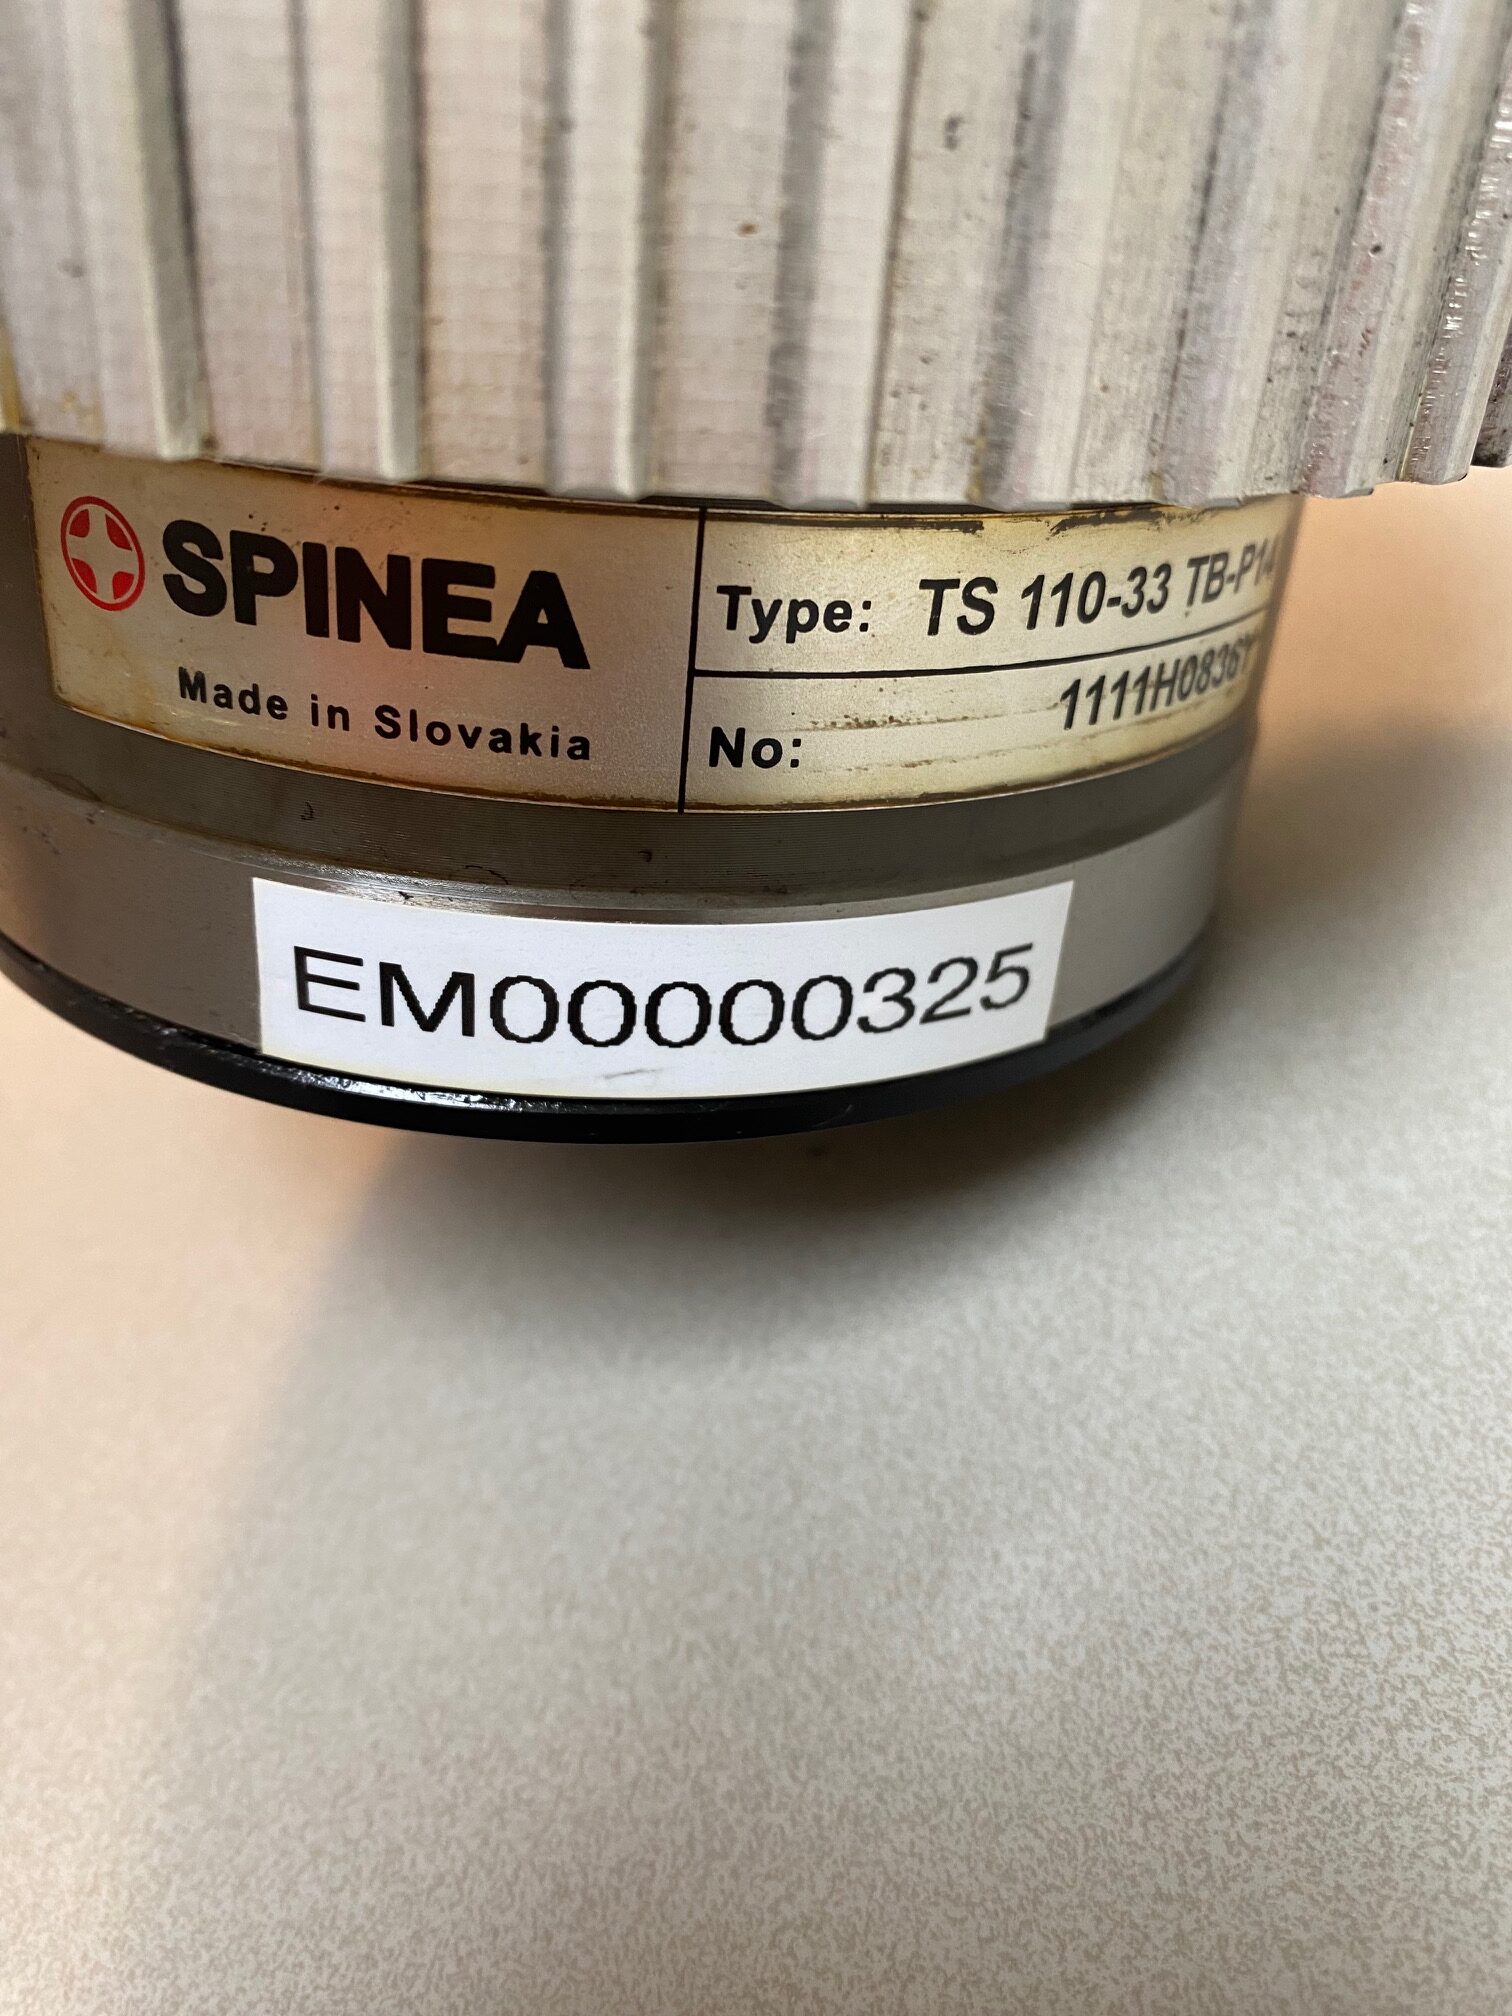 SPINEA
Made in Slovakia
Type: TS 110-33 TB-P14
No:
EM00000325